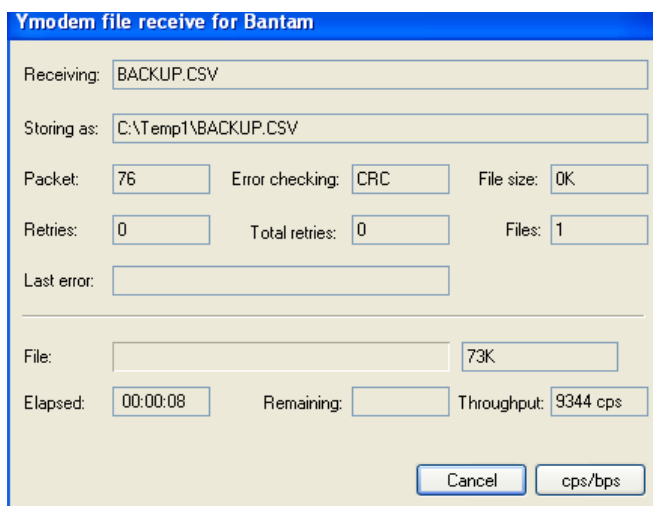 Ymodem file receive for Bantam
Receiving: BACKUP.CSV
Storing as: C:\Temp1\BACKUP.CSV
Packet: 76 Error checking: CRC File size: 0K
Retries: 0 Total retries: 0 Files: 1
Last error:
File: 73K
Elapsed: 00:00:08 Remaining: Throughput: 9344 cps
Cancel cps/bps